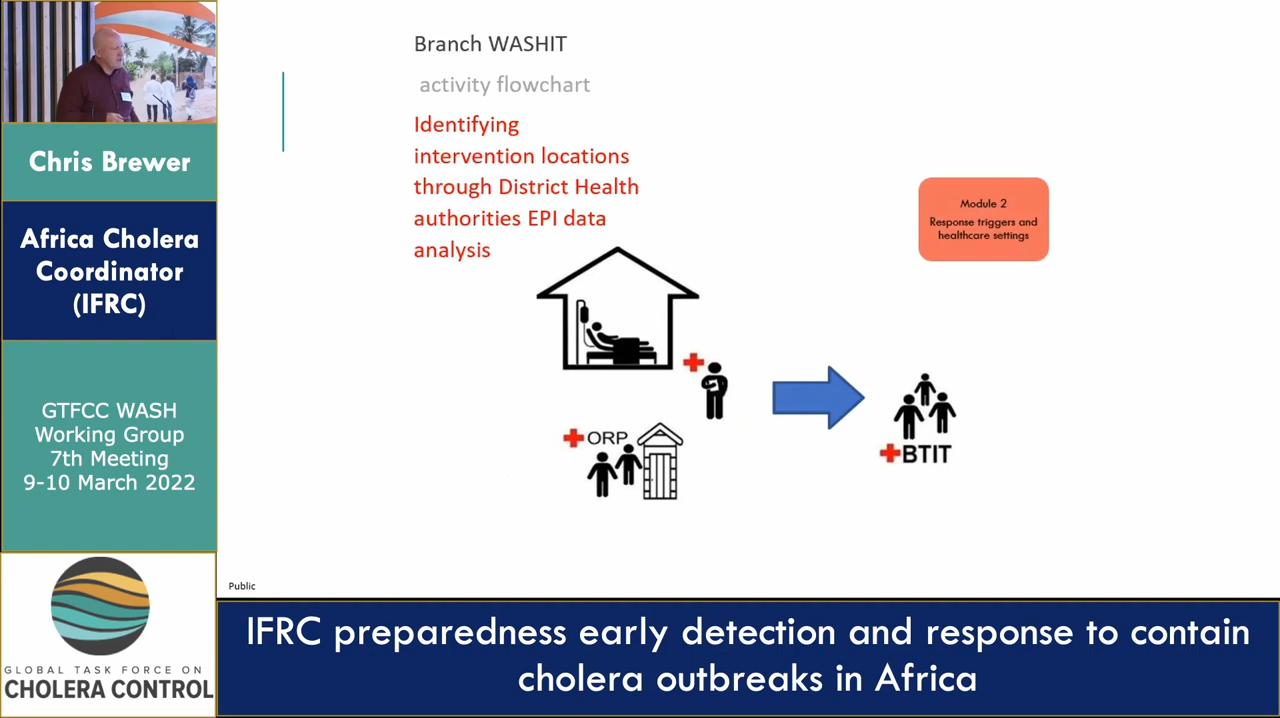 Chris Brewer
Africa Cholera
Coordinator
(IFRC)
GTFCC WASH
Working Group
7th Meeting
9-10 March 2022
GLOBAL TASK FORCE ON
CHOLERA CONTROL
Branch WASHIT
activity flowchart
Identifying
intervention locations
through District Health
authorities EPI data
analysis
Module 2
Response triggers and
healthcare settings
ORP
BTIT
Public
IFRC preparedness early detection and response to contain
cholera outbreaks in Africa